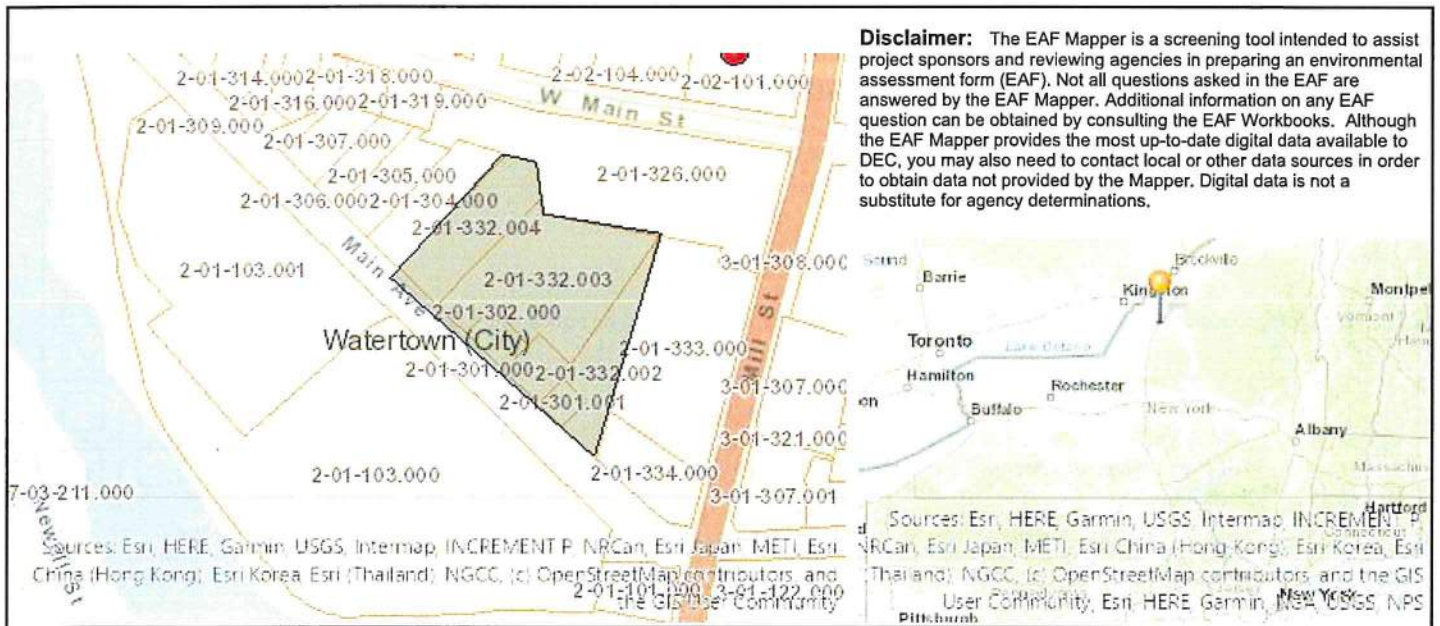 Disclaimer: The EAF Mapper is a screening tool intended to assist
project sponsors and reviewing agencies in preparing an environmental
assessment form (EAF). Not all questions asked in the EAF are
answered by the EAF Mapper. Additional information on any EAF
question can be obtained by consulting the EAF Workbooks. Although
the EAF Mapper provides the most up-to-date digital data available to
DEC, you may also need to contact local or other data sources in order
to obtain data not provided by the Mapper. Digital data is not a
substitute for agency determinations.
2-01-314.000
2-01-318.000
2-02-104.000
2-02-101.000
2-01-316.000
2-01-319.000
W Main St
2-01-309.000
2-01-307.000
2-01-305.000
2-01-326.000
2-01-306.000
2-01-304.000
2-01-332.004
Main Ave
2-01-103.001
2-01-332.003
3-01-308.000
2-01-302.000
Watertown (City)
2-01-333.000
Mill St
2-01-301.000
2-01-332.002
3-01-307.000
2-01-301.001
3-01-321.000
2-01-103.000
2-01-334.000
7-03-211.000
3-01-307.001
Newell St
Sources: Esri, HERE, Garmin, USGS, Intermap, INCREMENT P, NRCan, Esri Japan, METI, Esri
China (Hong Kong), Esri Korea, Esri (Thailand), NGCC, (c) OpenStreetMap contributors, and
the GIS User Community
2-01-101.000
3-01-122.000
Sound
Barrie
Brockville
Kingston
Montpel
Vermont
Toronto
Lake Ontario
Hamilton
Rochester
on
Buffalo
New York
Albany
Massachus
Hartford
Connecticut
Sources: Esri, HERE, Garmin, USGS, Intermap, INCREMENT P,
NRCan, Esri Japan, METI, Esri China (Hong Kong), Esri Korea, Esri
(Thailand), NGCC, (c) OpenStreetMap contributors, and the GIS
User Community, Esri, HERE, Garmin, NGA, USGS, NPS
New York
Pittsburgh